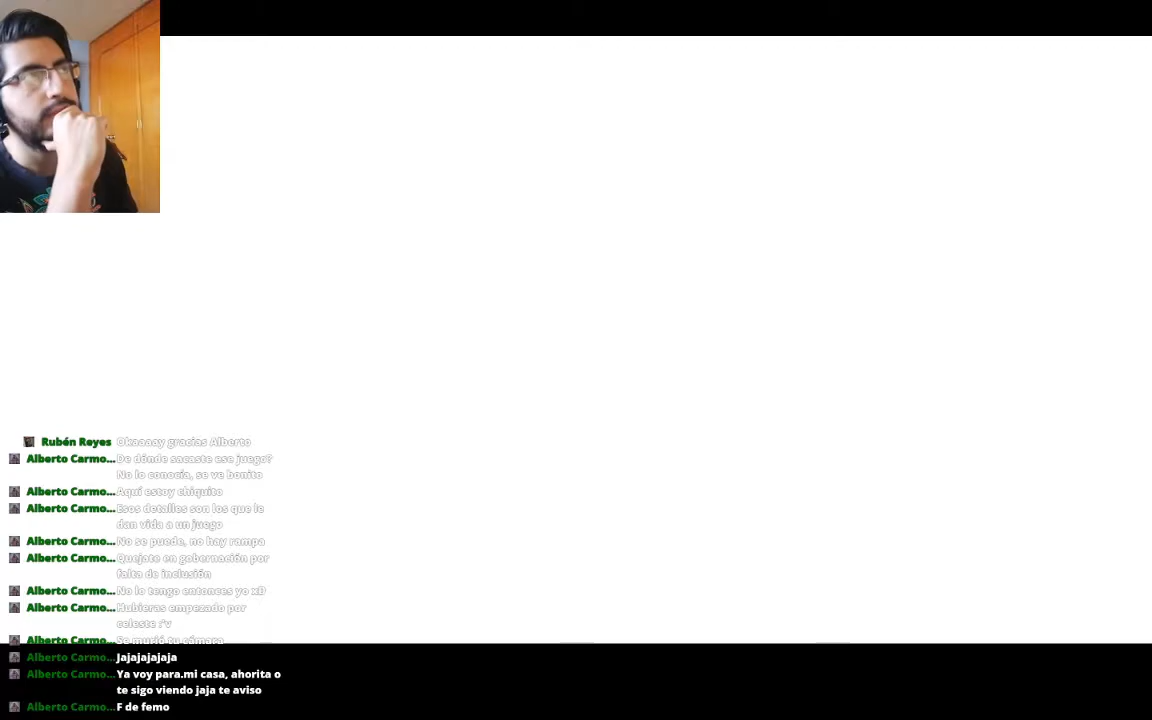 Rubén Reyes Okaaaay gracias Alberto
Alberto Carmo... De dónde sacaste ese juego?
No lo conocía, se ve bonito
Alberto Carmo... Aquí estoy chiquito
Alberto Carmo... Esos detalles son los que le
dan vida a un juego
Alberto Carmo... No se puede, no hay rampa
Alberto Carmo... Quejate en gobernación por
falta de inclusión
Alberto Carmo... No lo tengo entonces yo xD
Alberto Carmo... Hubieras empezado por
celeste :'v
Alberto Carmo... Se murió tu cámara
Alberto Carmo... Jajajajajaja
Alberto Carmo... Ya voy para.mi casa, ahorita o
te sigo viendo jaja te aviso
Alberto Carmo... F de femo